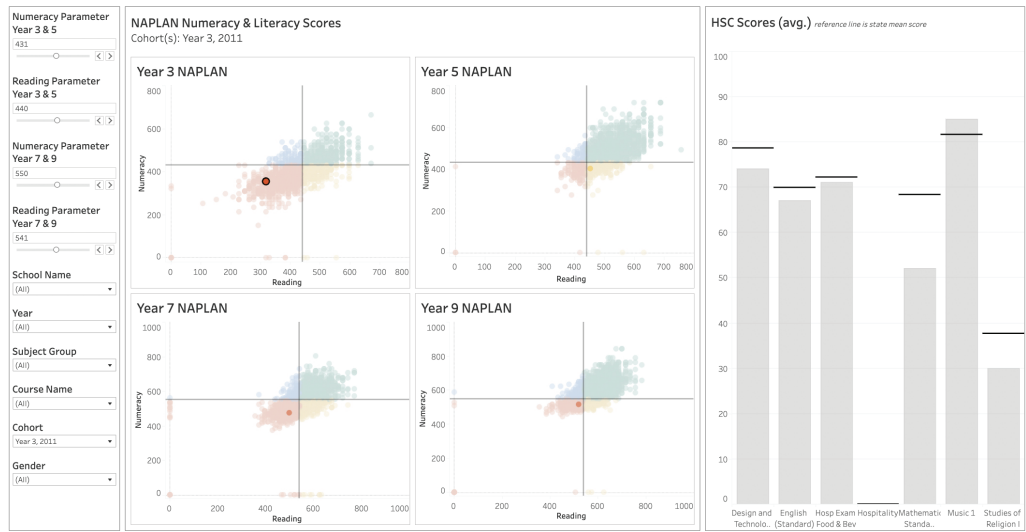 Numeracy Parameter
Year 3 & 5
431
Reading Parameter
Year 3 & 5
440
Numeracy Parameter
Year 7 & 9
550
Reading Parameter
Year 7 & 9
541
School Name
(All)
Year
(All)
Subject Group
(All)
Course Name
(All)
Cohort
Year 3, 2011
Gender
(All)
NAPLAN Numeracy & Literacy Scores
Cohort(s): Year 3, 2011
Year 3 NAPLAN
800
600
400
200
0
Numeracy
0 100 200 300 400 500 600 700 800
Reading
Year 5 NAPLAN
800
600
400
200
0
Numeracy
0 100 200 300 400 500 600 700 800
Reading
Year 7 NAPLAN
1000
800
600
400
200
0
Numeracy
0 200 400 600 800 1000
Reading
Year 9 NAPLAN
1000
800
600
400
200
0
Numeracy
0 200 400 600 800 1000
Reading
HSC Scores (avg.) reference line is state mean score
100
90
80
70
60
50
40
30
20
10
0
Design and Technolo..
English (Standard)
Hosp Exam Food & Bev
Hospitality
Mathematic Standa..
Music 1
Studies of Religion I